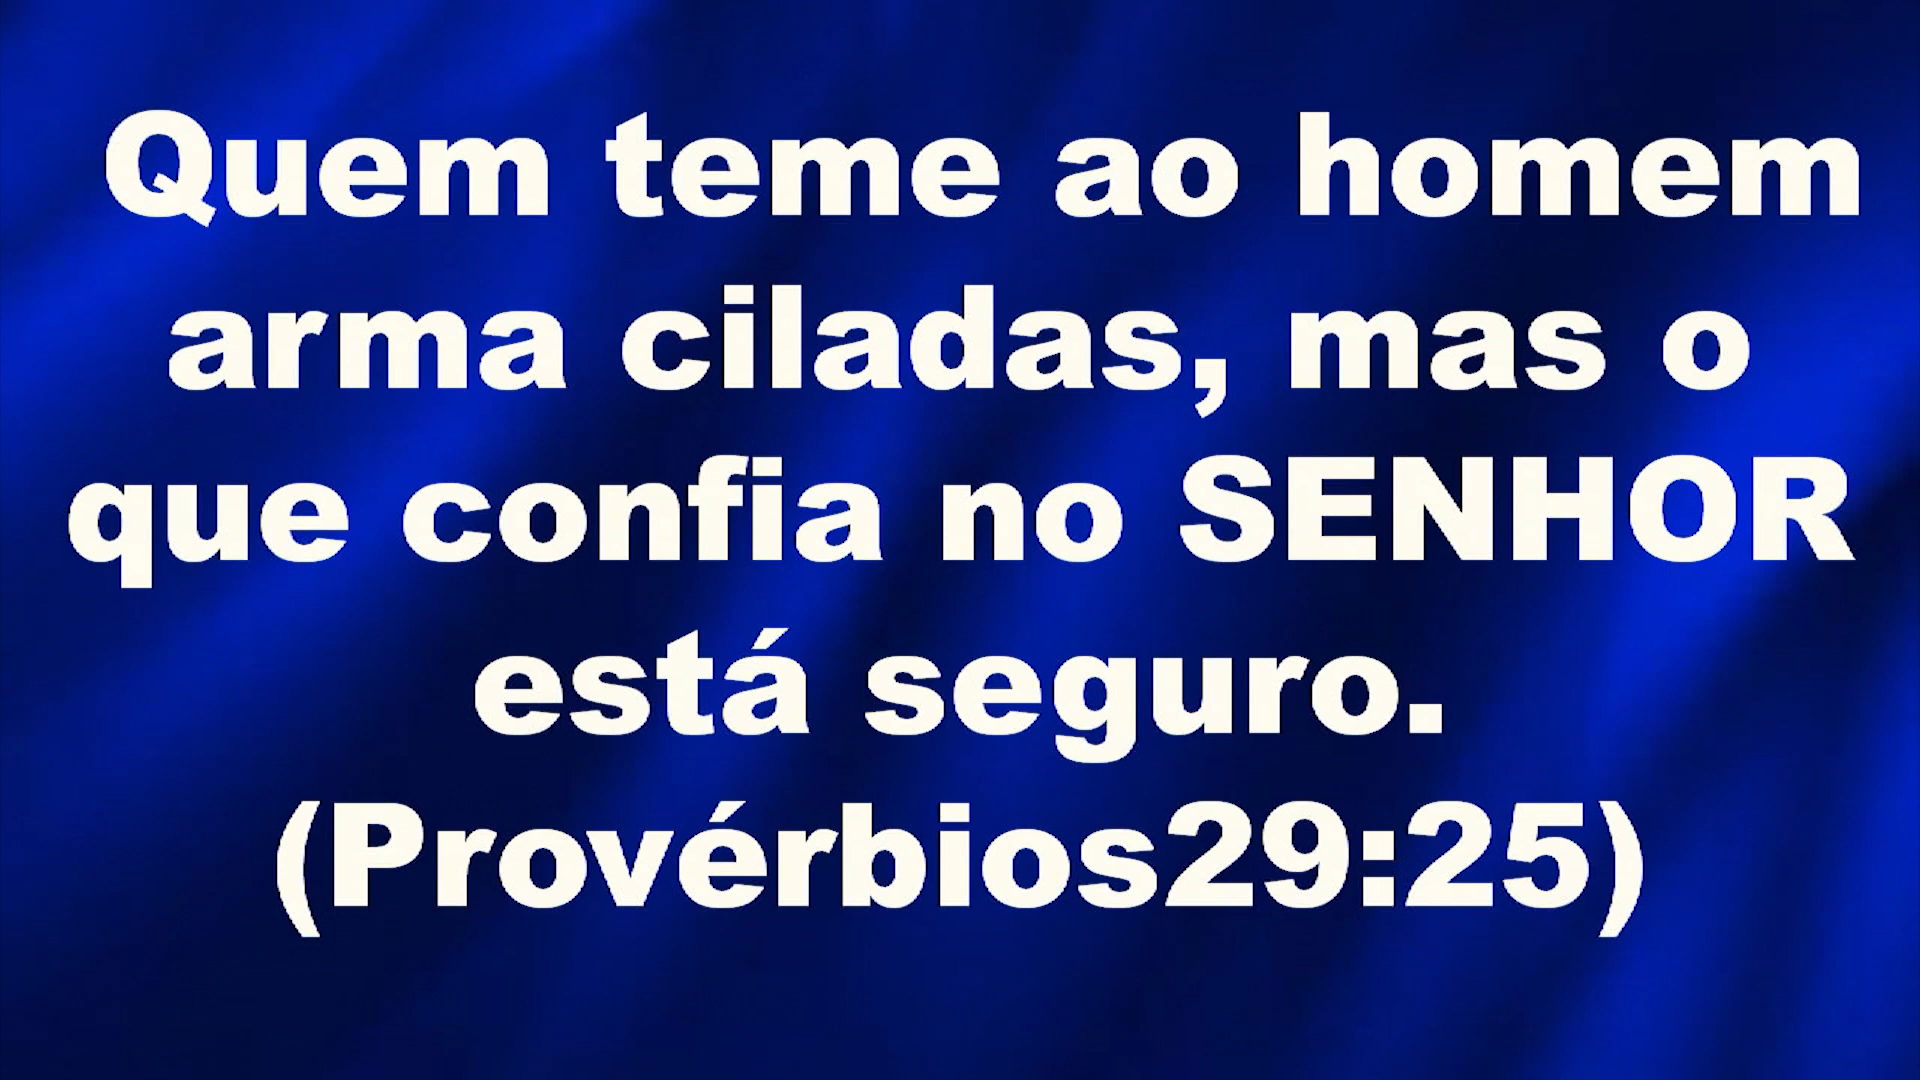 Quem teme ao homem
arma ciladas, mas o
que confia no SENHOR
está seguro.
(Provérbios29:25)